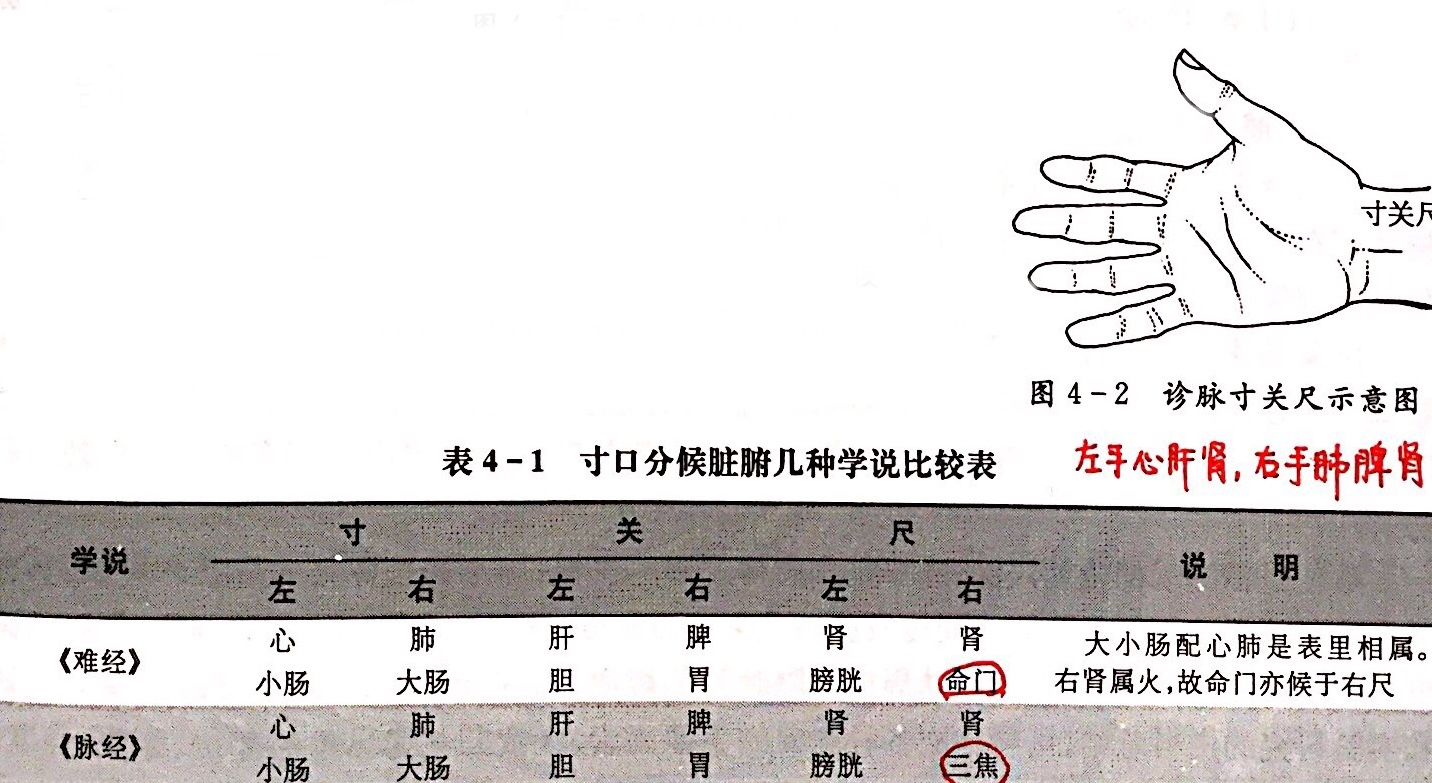 寸关尺
图 4-2 诊脉寸关尺示意图
表 4-1 寸口分候脏腑几种学说比较表
左手心肝肾,右手肺脾肾
学说 寸 关 尺 说 明
左 右 左 右 左 右
《难经》 心 肺 肝 脾 肾 肾 大小肠配心肺是表里相属。
小肠 大肠 胆 胃 膀胱 命门 右肾属火,故命门亦候于右尺
《脉经》 心 肺 肝 脾 肾 肾
小肠 大肠 胆 胃 膀胱 三焦